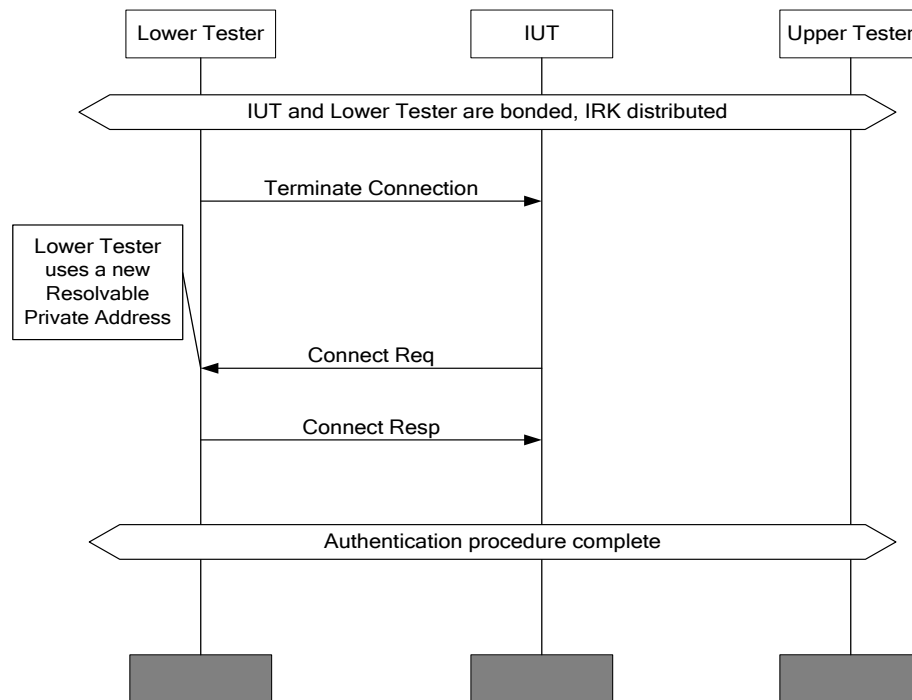 Lower Tester
IUT
Upper Tester
IUT and Lower Tester are bonded, IRK distributed
Terminate Connection
Lower Tester
uses a new
Resolvable
Private Address
Connect Req
Connect Resp
Authentication procedure complete